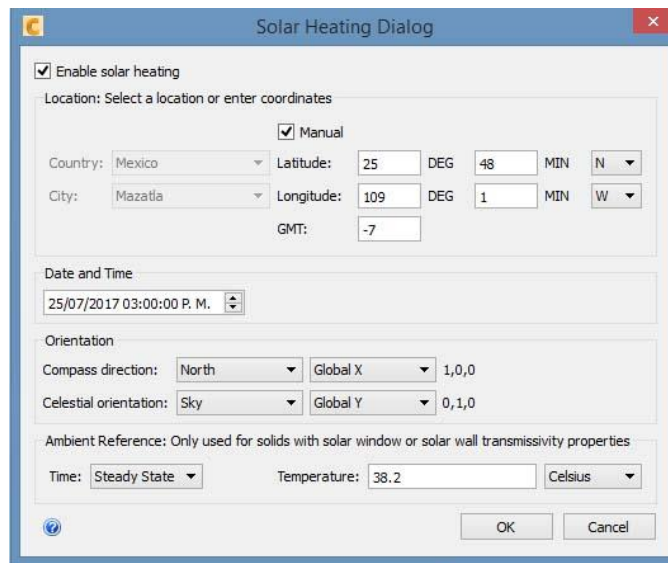 Solar Heating Dialog
Enable solar heating
Location: Select a location or enter coordinates
Manual
Country: Mexico Latitude: 25 DEG 48 MIN N
City: Mazatla Longitude: 109 DEG 1 MIN W
GMT: -7
Date and Time
25/07/2017 03:00:00 P. M.
Orientation
Compass direction: North Global X 1,0,0
Celestial orientation: Sky Global Y 0,1,0
Ambient Reference: Only used for solids with solar window or solar wall transmissivity properties
Time: Steady State Temperature: 38.2 Celsius
OK Cancel